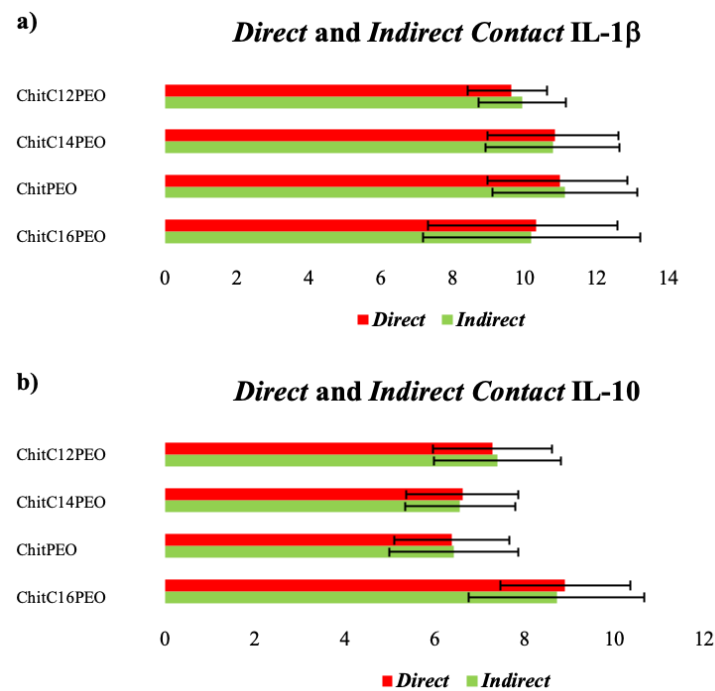 a)
Direct and Indirect Contact IL-1β
ChitC12PEO
ChitC14PEO
ChitPEO
ChitC16PEO
0 2 4 6 8 10 12 14
Direct Indirect
b)
Direct and Indirect Contact IL-10
ChitC12PEO
ChitC14PEO
ChitPEO
ChitC16PEO
0 2 4 6 8 10 12
Direct Indirect